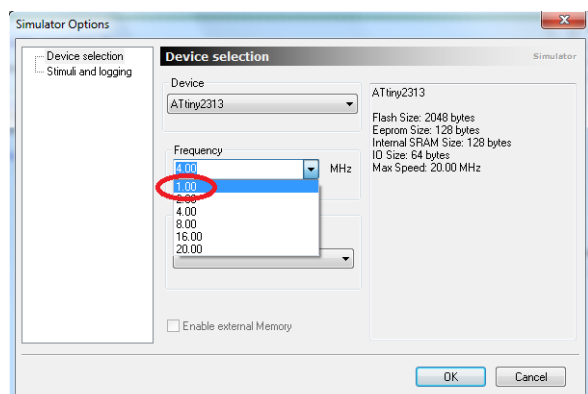 Simulator Options
Device selection
Stimuli and logging
Device selection
Simulator
Device
ATtiny2313
Frequency
4.00
MHz
1.00
2.00
4.00
8.00
16.00
20.00
Enable external Memory
ATtiny2313
Flash Size: 2048 bytes
Eeprom Size: 128 bytes
Internal SRAM Size: 128 bytes
IO Size: 64 bytes
Max Speed: 20.00 MHz
OK
Cancel